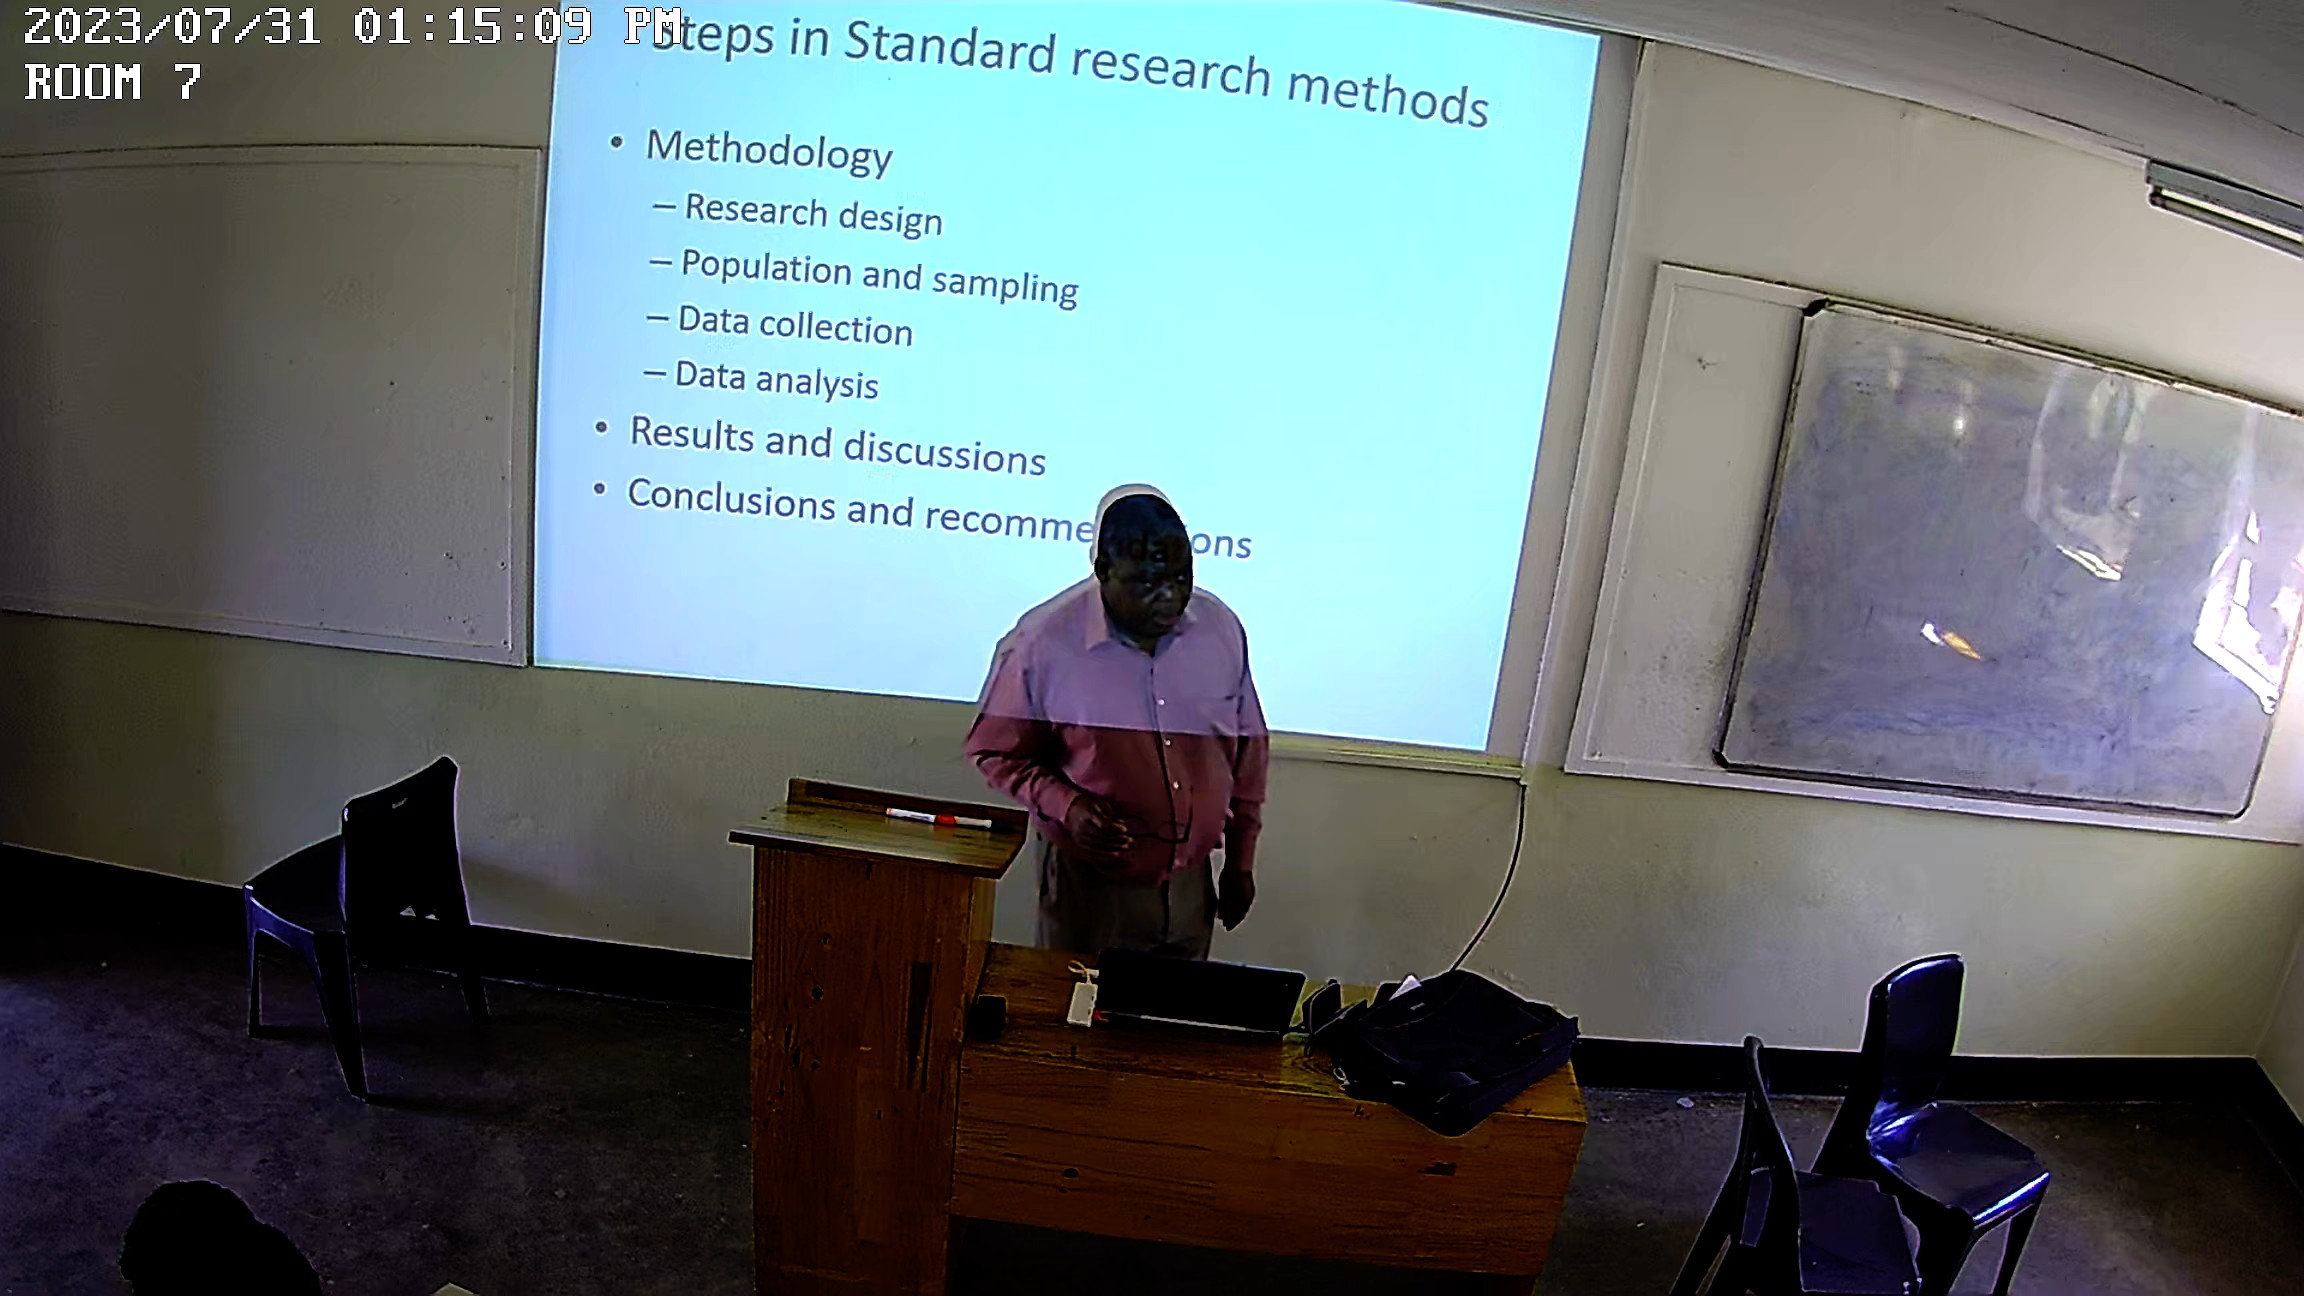 2023/07/31 01:15:09 PM
ROOM 7
Steps in Standard research methods
• Methodology
– Research design
– Population and sampling
– Data collection
– Data analysis
• Results and discussions
• Conclusions and recommendations